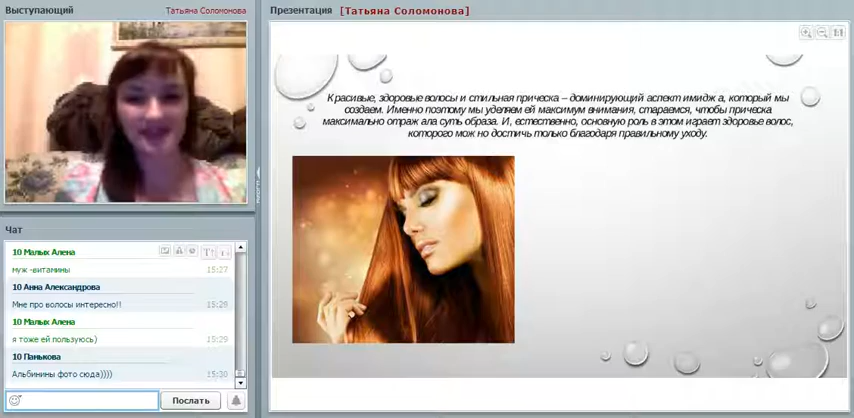 Выступающий
Татьяна Соломонова
Чат
10 Малых Алена
муж -витамины
15:27
10 Анна Александрова
Мне про волосы интересно!!
15:29
10 Малых Алена
я тоже ей пользуюсь)
15:29
10 Панькова
Альбинины фото сюда))))
15:30
Послать
Презентация [Татьяна Соломонова]
Красивые, здоровые волосы и стильная прическа – доминирующий аспект имидж а, который мы
создаем. Именно поэтому мы уделяем ей максимум внимания, стараемся, чтобы прическа
максимально отраж ала суть образа. И, естественно, основную роль в этом играет здоровье волос,
которого мож но достичь только благодаря правильному уходу.